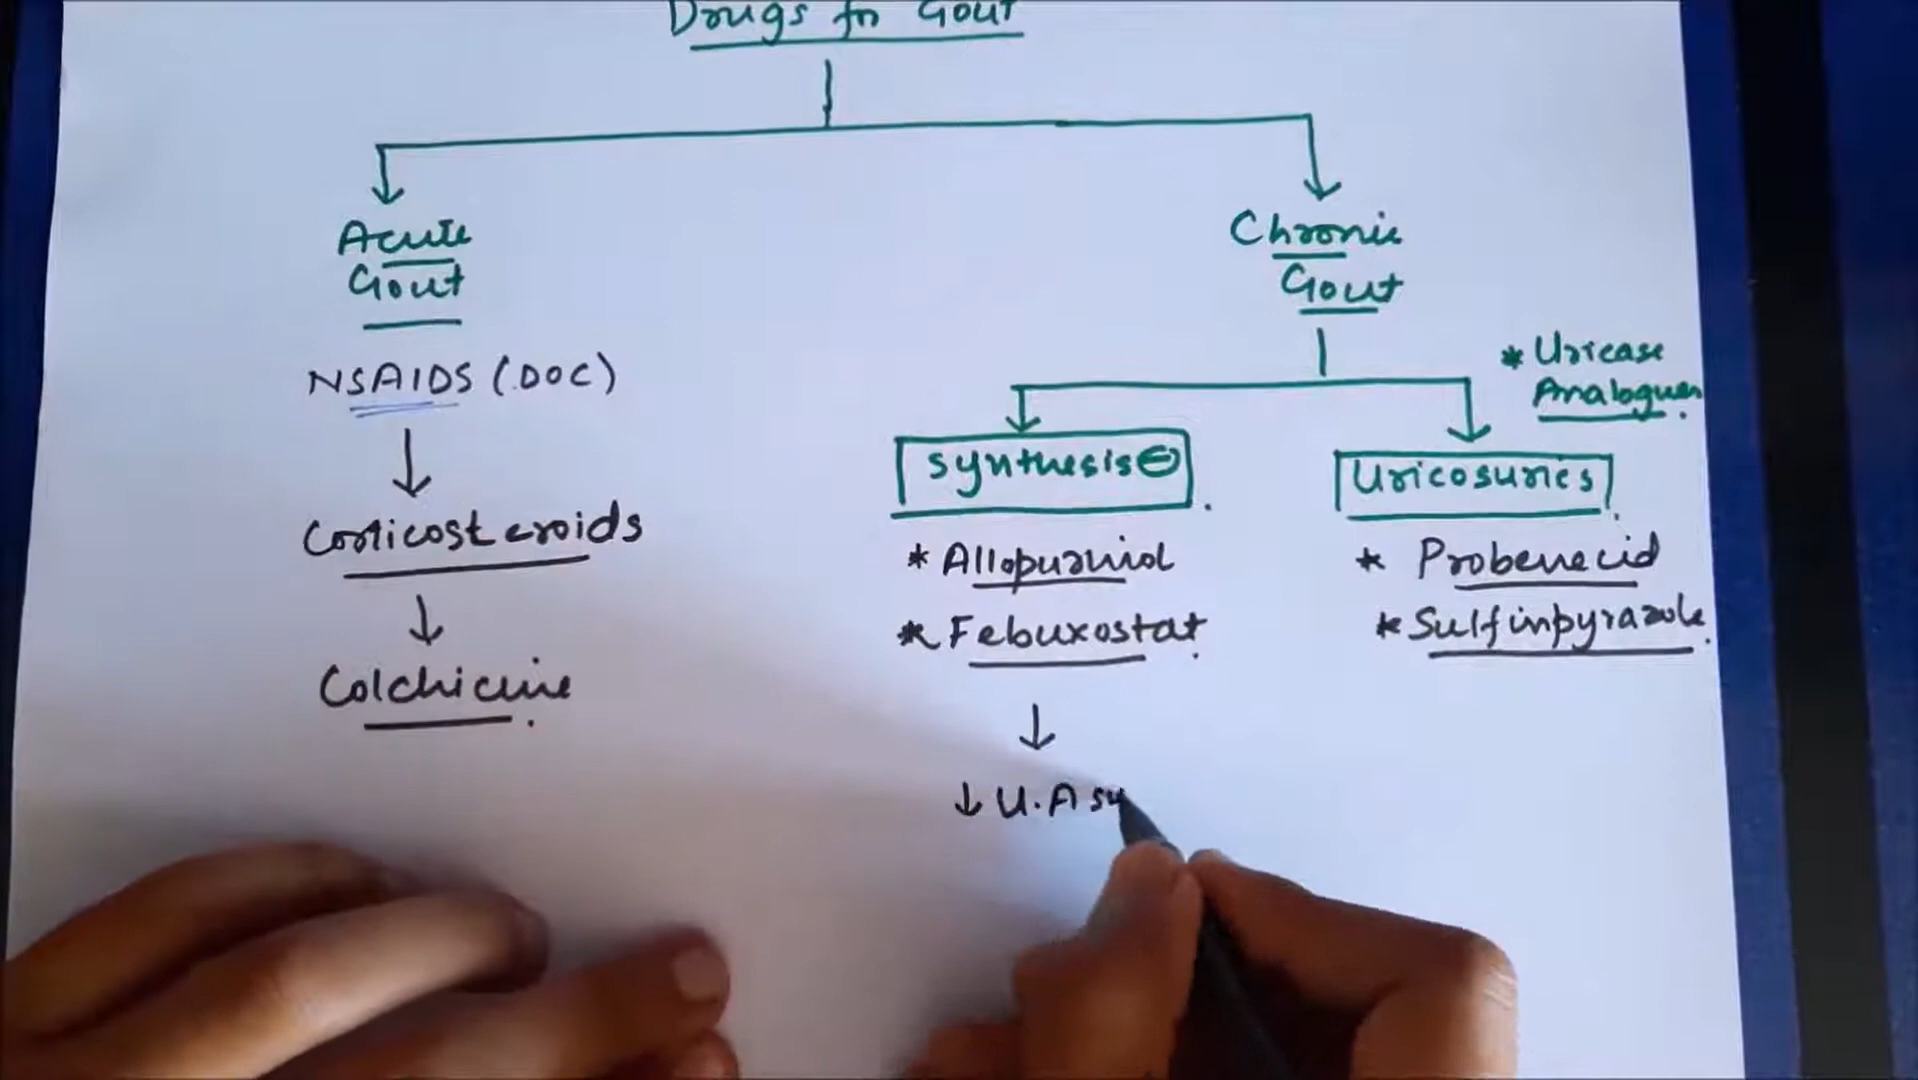 Drugs for Gout
Acute
Gout
NSAIDS (DOC)
Corticosteroids
Colchicine
Chronic
Gout
* Uricase
Analogues.
Synthesis ⊖
* Allopurinol
* Febuxostat.
↓ U.A sy
Uricosurics
* Probenecid
* Sulfinpyrazole.